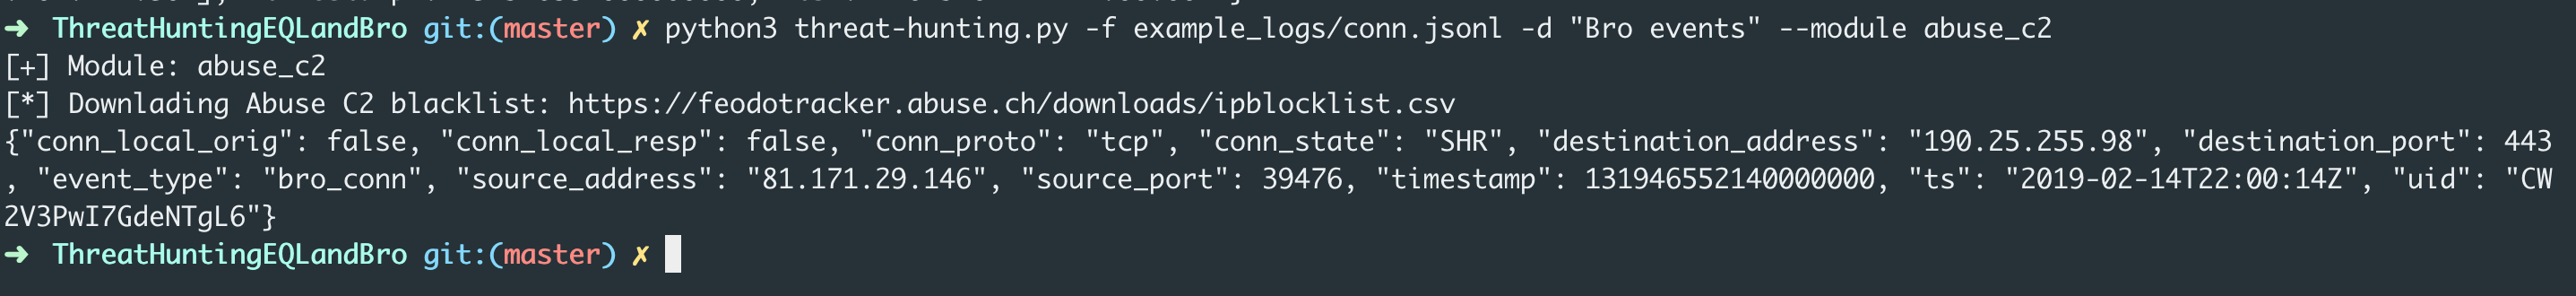 ➜ ThreatHuntingEQLandBro git:(master) ✗ python3 threat-hunting.py -f example_logs/conn.jsonl -d "Bro events" --module abuse_c2
[+] Module: abuse_c2
[*] Downlading Abuse C2 blacklist: https://feodotracker.abuse.ch/downloads/ipblocklist.csv
{"conn_local_orig": false, "conn_local_resp": false, "conn_proto": "tcp", "conn_state": "SHR", "destination_address": "190.25.255.98", "destination_port": 443
, "event_type": "bro_conn", "source_address": "81.171.29.146", "source_port": 39476, "timestamp": 131946552140000000, "ts": "2019-02-14T22:00:14Z", "uid": "CW
2V3PwI7GdeNTgL6"}
➜ ThreatHuntingEQLandBro git:(master) ✗